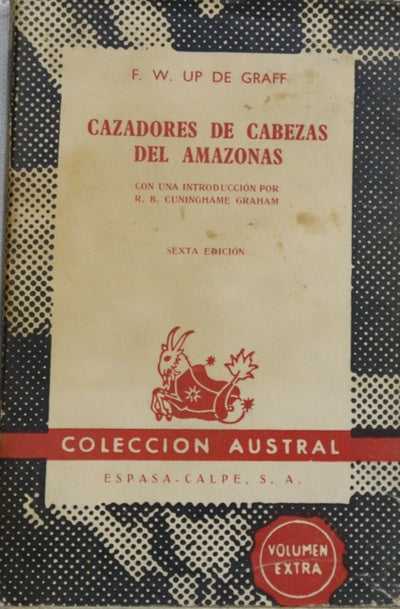 F. W. UP DE GRAFF
CAZADORES DE CABEZAS
DEL AMAZONAS
CON UNA INTRODUCCIÓN POR
R. B. CUNINGHAME GRAHAM
SEXTA EDICIÓN
COLECCION AUSTRAL
ESPASA-CALPE, S. A.
VOLUMEN
EXTRA